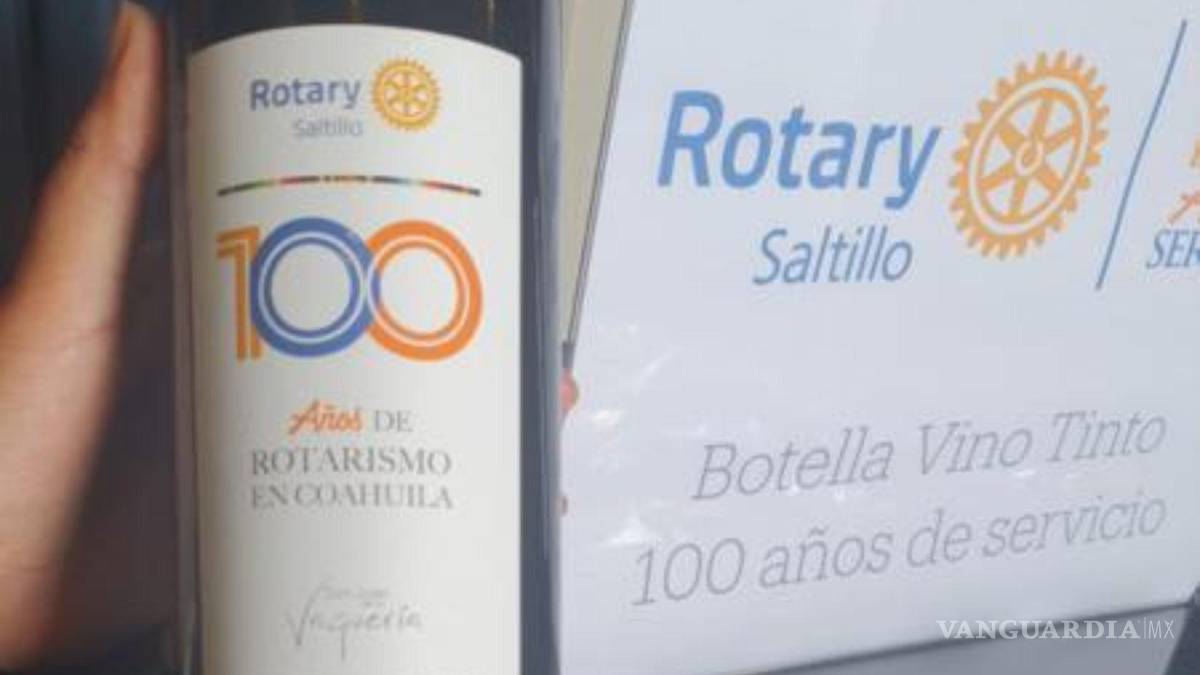 Rotary
Saltillo
100
Años DE
ROTARISMO
EN COAHUILA
Vaquería
Rotary
Saltillo
SER
Botella Vino Tinto
100 años de servicio
VANGUARDIA|MX